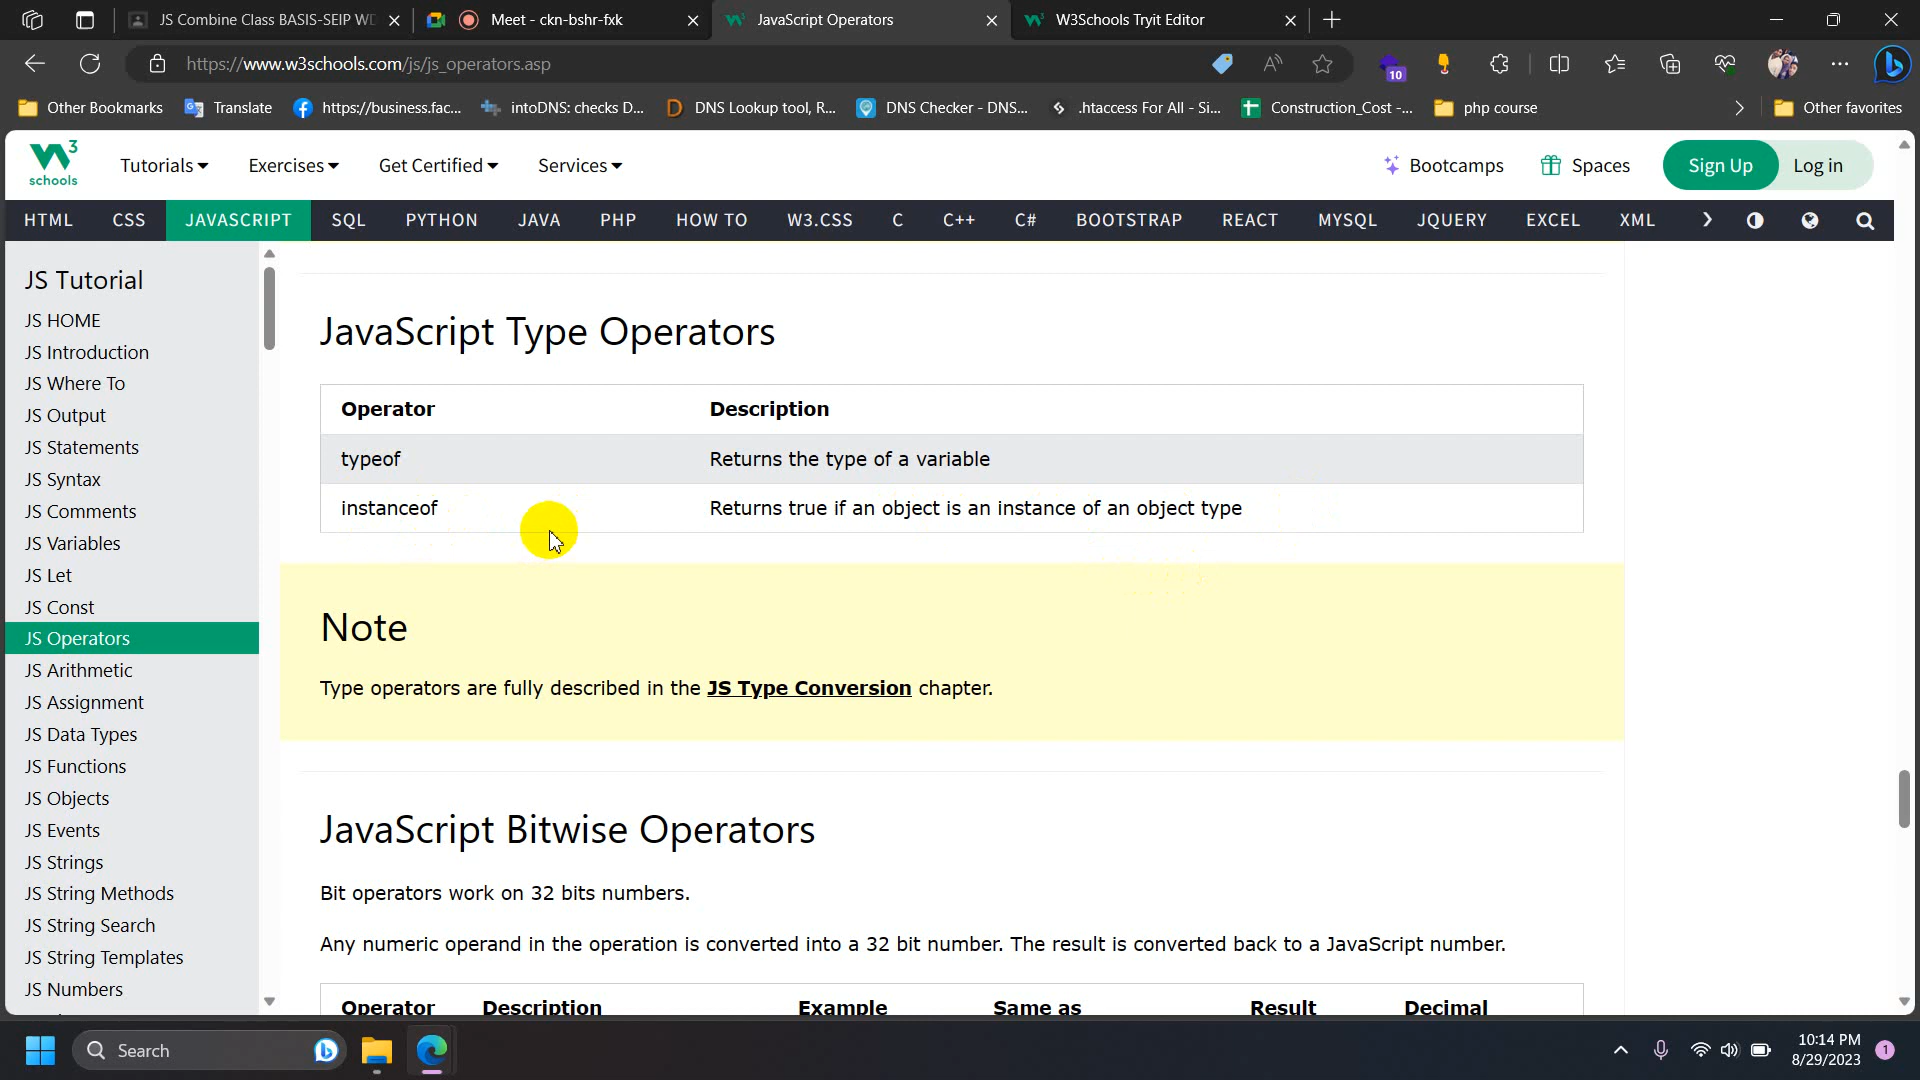 JS Combine Class BASIS-SEIP WD
Meet - ckn-bshr-fxk
JavaScript Operators
W3Schools Tryit Editor
https://www.w3schools.com/js/js_operators.asp
10
Other Bookmarks
Translate
https://business.fac...
intoDNS: checks D...
DNS Lookup tool, R...
DNS Checker - DNS...
.htaccess For All - Si...
Construction_Cost -...
php course
Other favorites
3
schools
Tutorials
Exercises
Get Certified
Services
Bootcamps
Spaces
Sign Up
Log in
HTML
CSS
JAVASCRIPT
SQL
PYTHON
JAVA
PHP
HOW TO
W3.CSS
C
C++
C#
BOOTSTRAP
REACT
MYSQL
JQUERY
EXCEL
XML
JS Tutorial
JS HOME
JS Introduction
JS Where To
JS Output
JS Statements
JS Syntax
JS Comments
JS Variables
JS Let
JS Const
JS Operators
JS Arithmetic
JS Assignment
JS Data Types
JS Functions
JS Objects
JS Events
JS Strings
JS String Methods
JS String Search
JS String Templates
JS Numbers
JavaScript Type Operators
Operator Description
typeof Returns the type of a variable
instanceof Returns true if an object is an instance of an object type
Note
Type operators are fully described in the JS Type Conversion chapter.
JavaScript Bitwise Operators
Bit operators work on 32 bits numbers.
Any numeric operand in the operation is converted into a 32 bit number. The result is converted back to a JavaScript number.
Operator Description Example Same as Result Decimal
Search
10:14 PM
8/29/2023
1